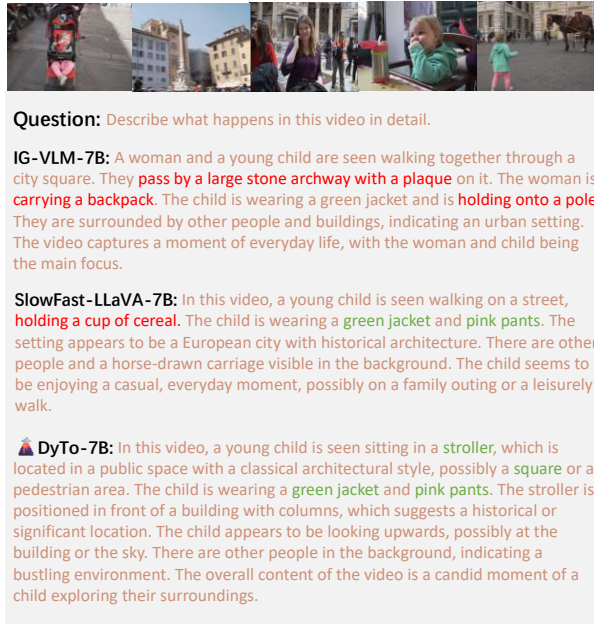 Question: Describe what happens in this video in detail.
IG-VLM-7B: A woman and a young child are seen walking together through a
city square. They pass by a large stone archway with a plaque on it. The woman is
carrying a backpack. The child is wearing a green jacket and is holding onto a pole
They are surrounded by other people and buildings, indicating an urban setting.
The video captures a moment of everyday life, with the woman and child being
the main focus.
SlowFast-LLaVA-7B: In this video, a young child is seen walking on a street,
holding a cup of cereal. The child is wearing a green jacket and pink pants. The
setting appears to be a European city with historical architecture. There are other
people and a horse-drawn carriage visible in the background. The child seems to
be enjoying a casual, everyday moment, possibly on a family outing or a leisurely
walk.
DyTo-7B: In this video, a young child is seen sitting in a stroller, which is
located in a public space with a classical architectural style, possibly a square or a
pedestrian area. The child is wearing a green jacket and pink pants. The stroller is
positioned in front of a building with columns, which suggests a historical or
significant location. The child appears to be looking upwards, possibly at the
building or the sky. There are other people in the background, indicating a
bustling environment. The overall content of the video is a candid moment of a
child exploring their surroundings.